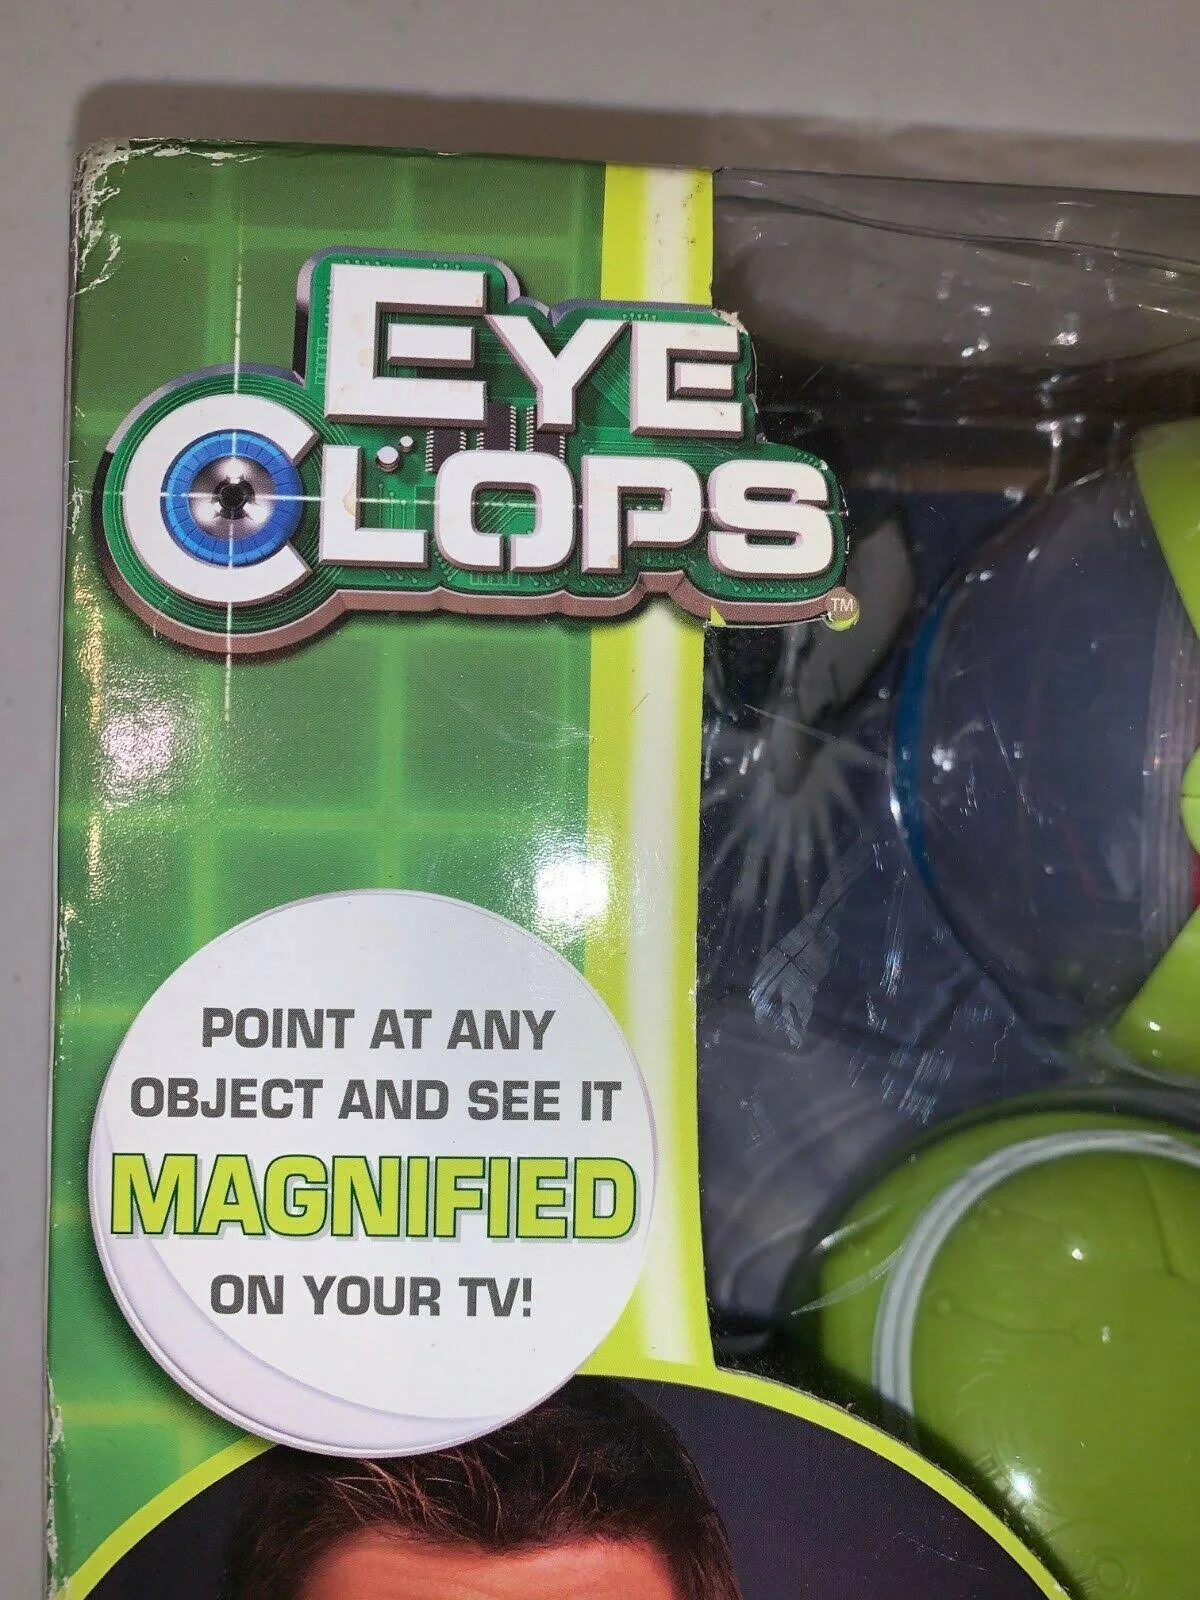 EYE
CLOPS
TM
POINT AT ANY
OBJECT AND SEE IT
MAGNIFIED
ON YOUR TV!